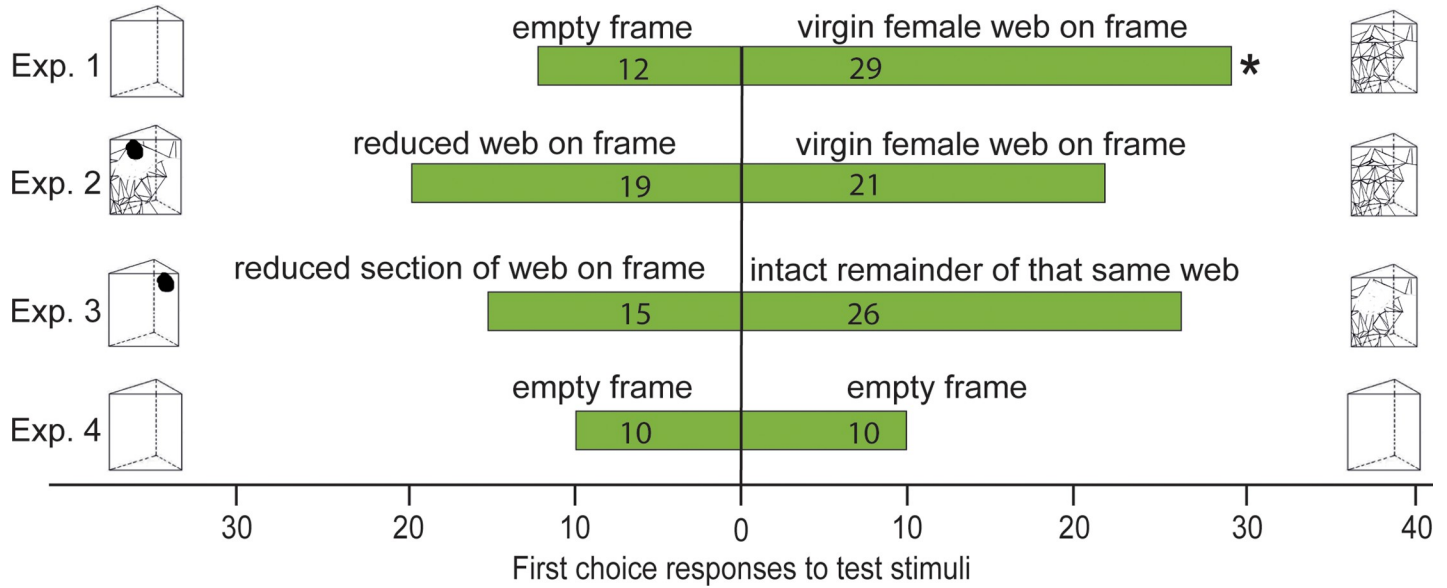 empty frame virgin female web on frame
Exp. 1 12 29 *
reduced web on frame virgin female web on frame
Exp. 2 19 21
reduced section of web on frame intact remainder of that same web
Exp. 3 15 26
empty frame empty frame
Exp. 4 10 10
30 20 10 0 10 20 30 40
First choice responses to test stimuli